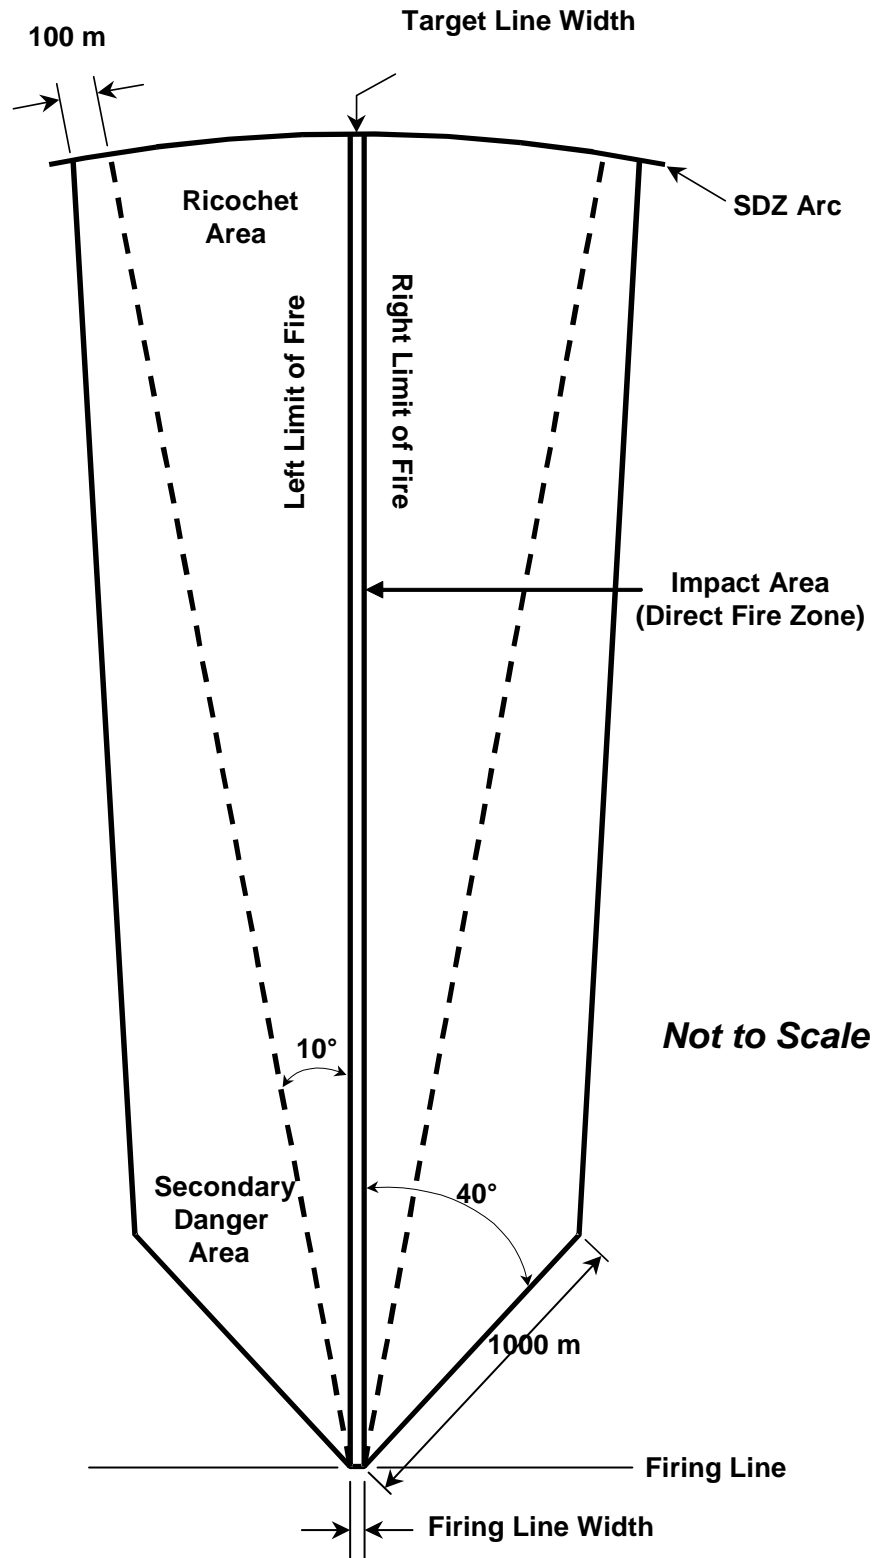 Target Line Width
100 m
SDZ Arc
Ricochet
Area
Left Limit of Fire
Right Limit of Fire
Impact Area
(Direct Fire Zone)
Not to Scale
10°
Secondary
Danger
Area
40°
1000 m
Firing Line
Firing Line Width